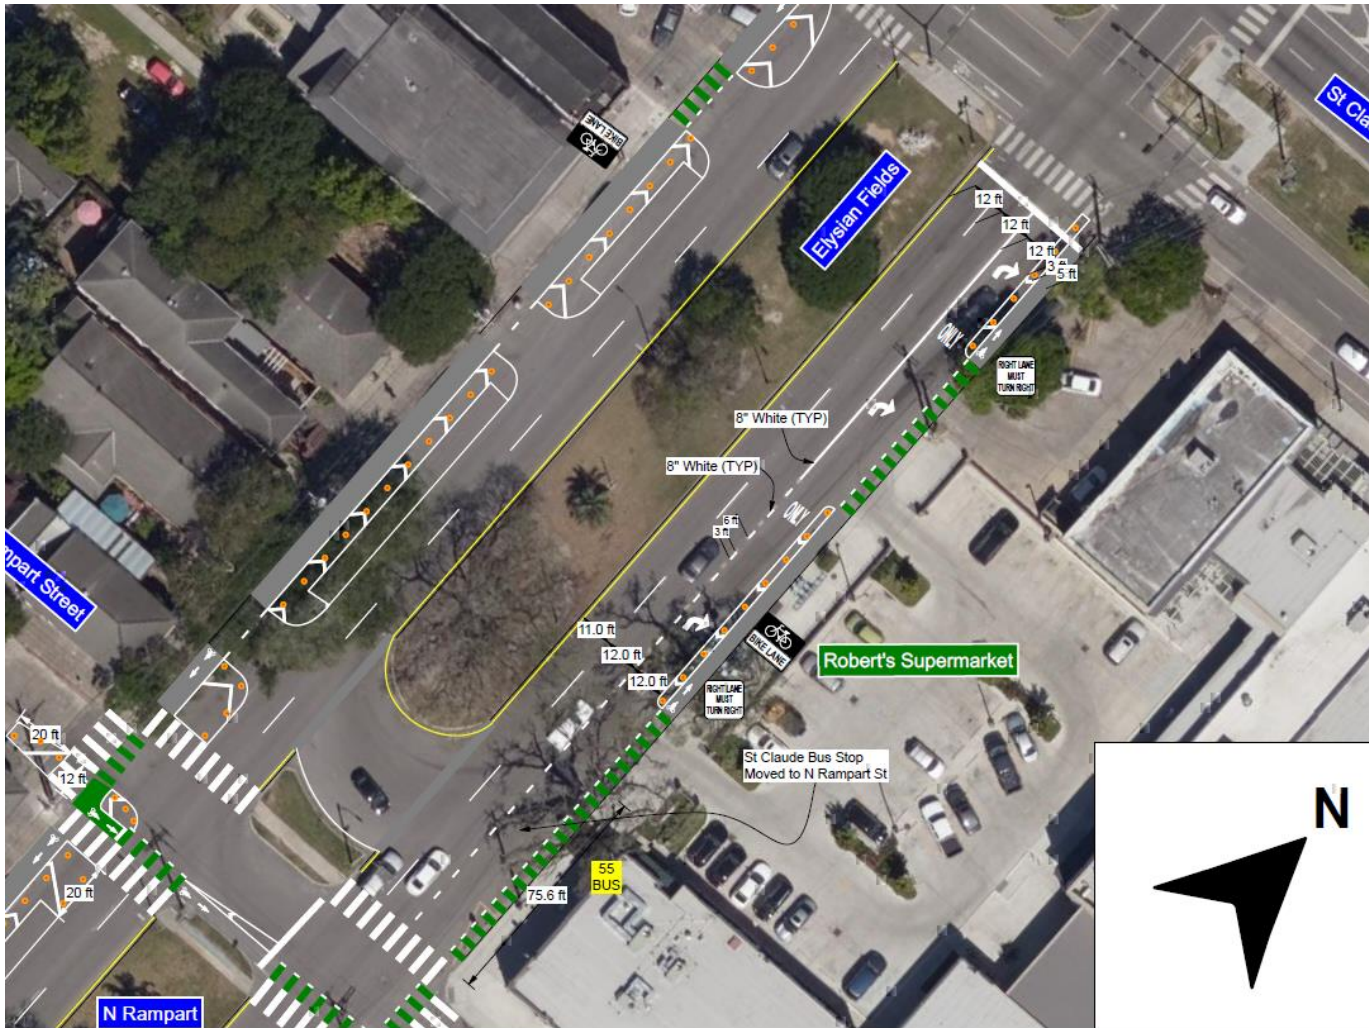 BIKE LANE
St Cla
Elysian Fields
12 ft
12 ft
12 ft
5 ft
ONLY
RIGHT LANE
MUST
TURN RIGHT
8" White (TYP)
8" White (TYP)
ONLY
6 ft
3 ft
mpart Street
11.0 ft
12.0 ft
12.0 ft
BIKE LANE
Robert's Supermarket
RIGHT LANE
MUST
TURN RIGHT
20 ft
12 ft
St Claude Bus Stop
Moved to N Rampart St
55
BUS
75.6 ft
20 ft
N Rampart
N